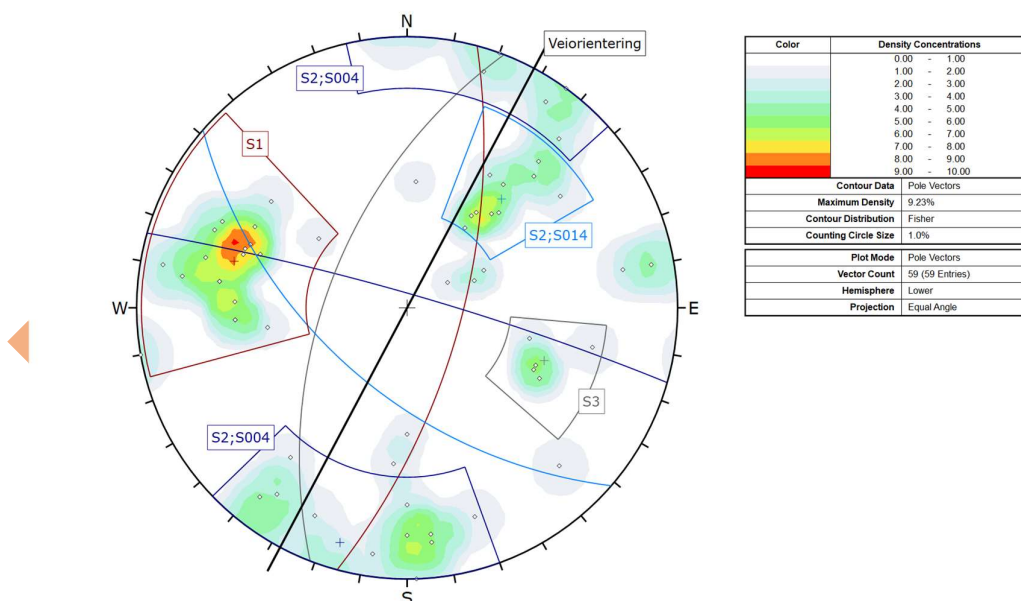 N
Veiorientering
S2;S004
S1
S2;S014
W
E
S3
S2;S004
S
Color Density Concentrations
0.00 - 1.00
1.00 - 2.00
2.00 - 3.00
3.00 - 4.00
4.00 - 5.00
5.00 - 6.00
6.00 - 7.00
7.00 - 8.00
8.00 - 9.00
9.00 - 10.00
Contour Data Pole Vectors
Maximum Density 9.23%
Contour Distribution Fisher
Counting Circle Size 1.0%
Plot Mode Pole Vectors
Vector Count 59 (59 Entries)
Hemisphere Lower
Projection Equal Angle